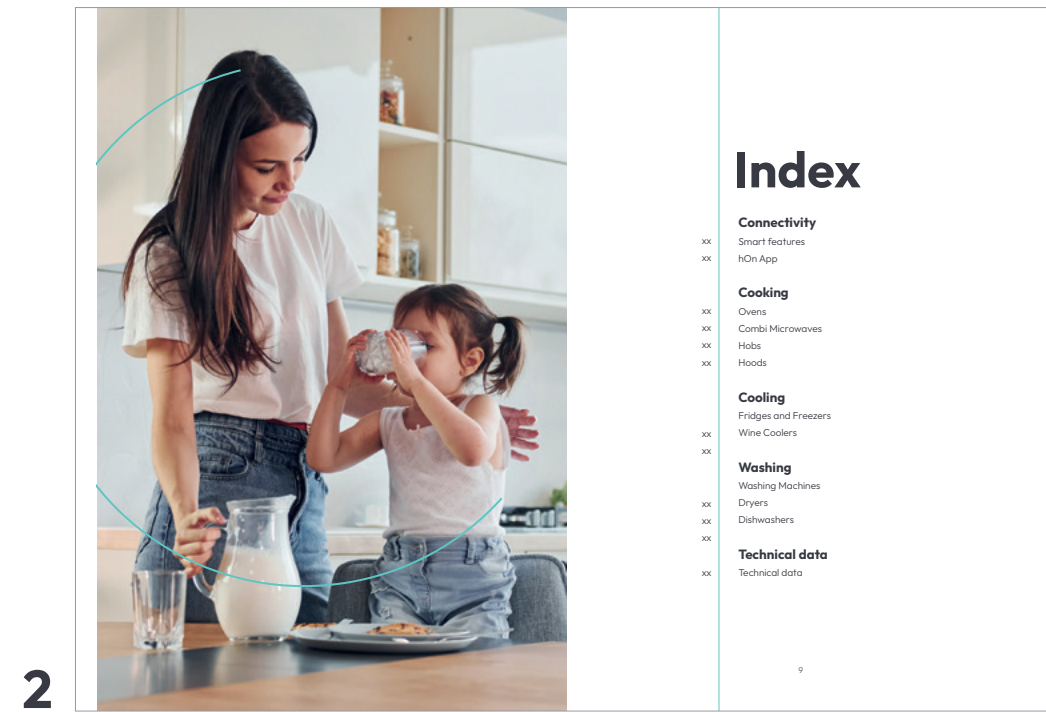 Index
Connectivity
xx Smart features
xx hOn App
Cooking
xx Ovens
xx Combi Microwaves
xx Hobs
xx Hoods
Cooling
Fridges and Freezers
xx Wine Coolers
xx
Washing
Washing Machines
xx Dryers
xx Dishwashers
xx
Technical data
xx Technical data
9
2